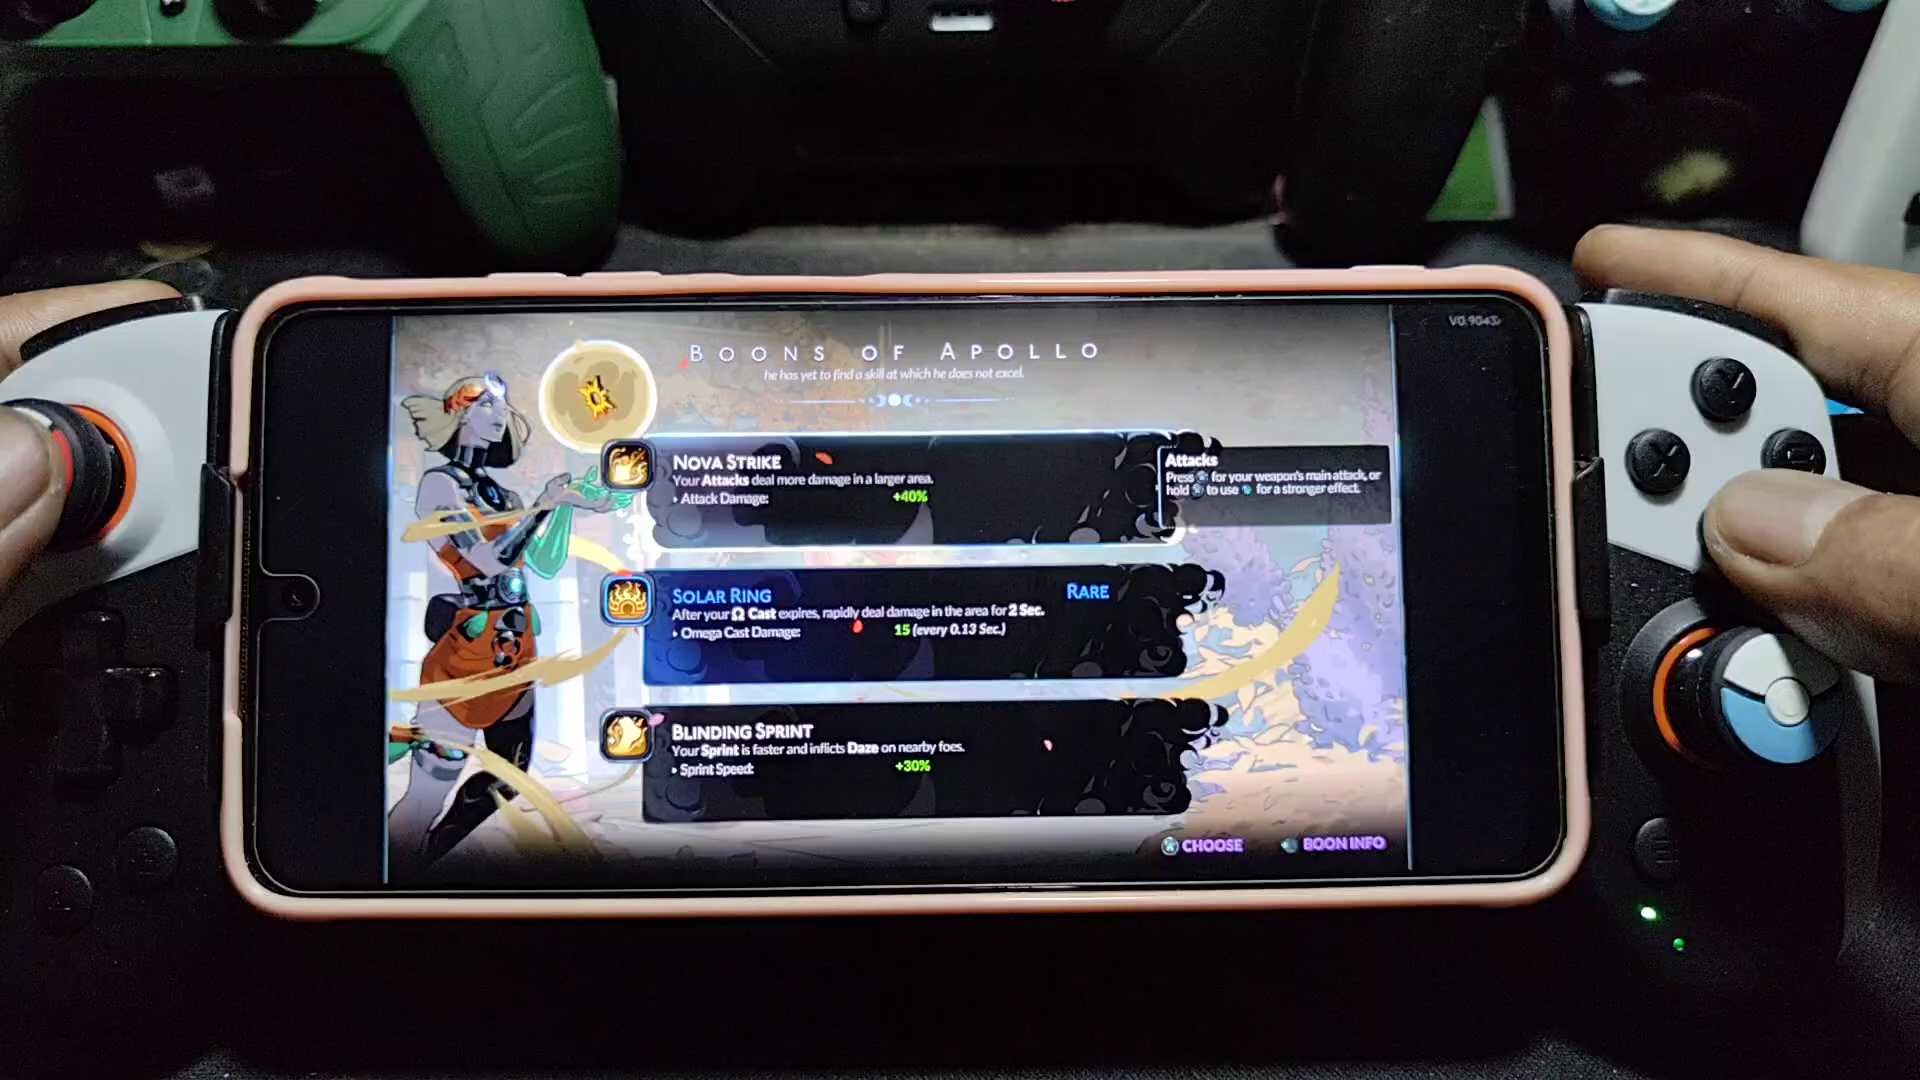 BOONS OF APOLLO
he has yet to find a skill at which he does not excel.
NOVA STRIKE
Your Attacks deal more damage in a larger area.
• Attack Damage: +40%
Attacks
Press for your weapon's main attack, or
hold to use for a stronger effect.
SOLAR RING RARE
After your Ω Cast expires, rapidly deal damage in the area for 2 Sec.
• Omega Cast Damage: 15 (every 0.13 Sec.)
BLINDING SPRINT
Your Sprint is faster and inflicts Daze on nearby foes.
• Sprint Speed: +30%
CHOOSE BOON INFO
X